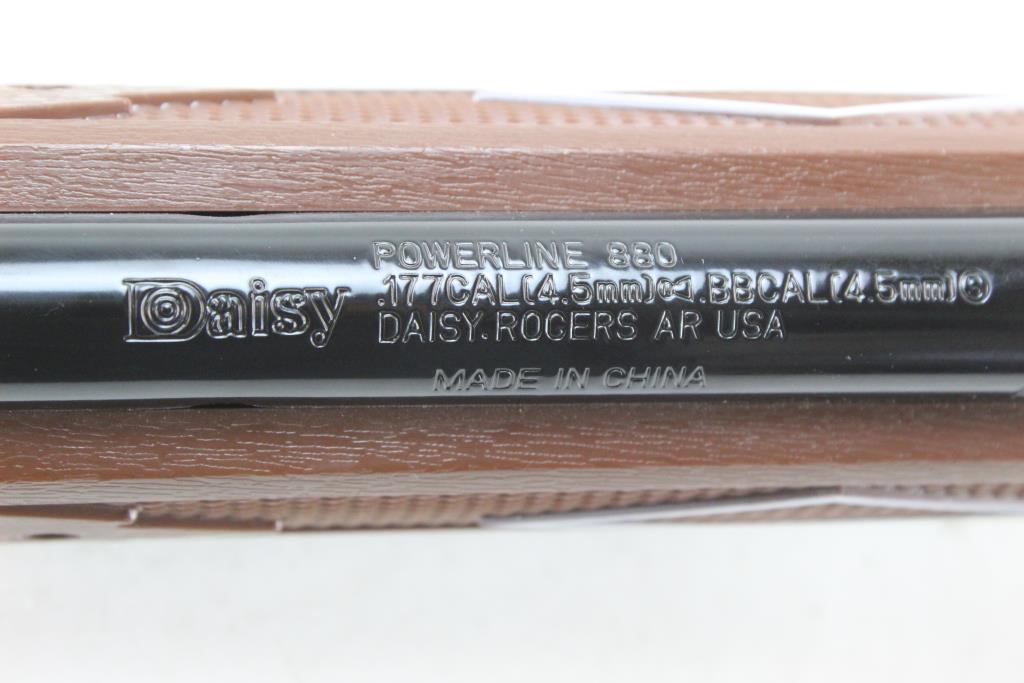 Daisy
POWERLINE 880
.177CAL(4.5mm) .BBCAL(4.5mm)
DAISY.ROGERS AR USA
MADE IN CHINA